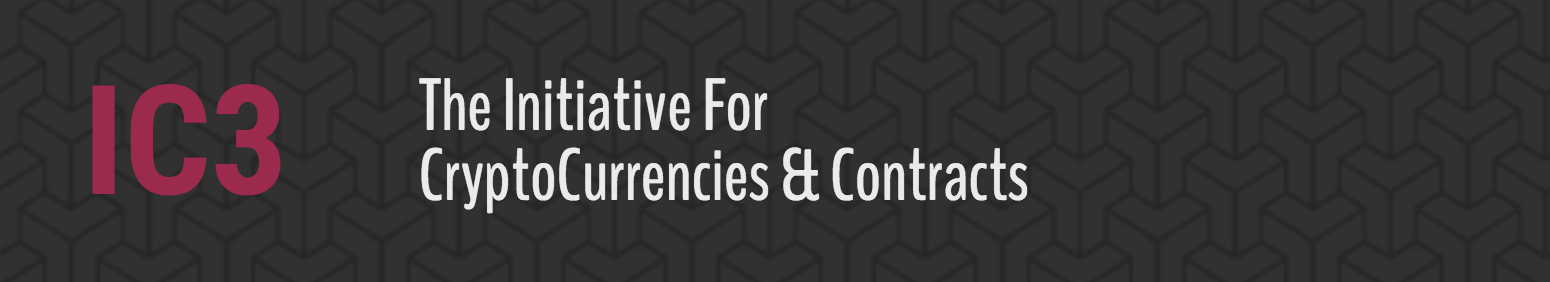 IC3
The Initiative For
CryptoCurrencies & Contracts